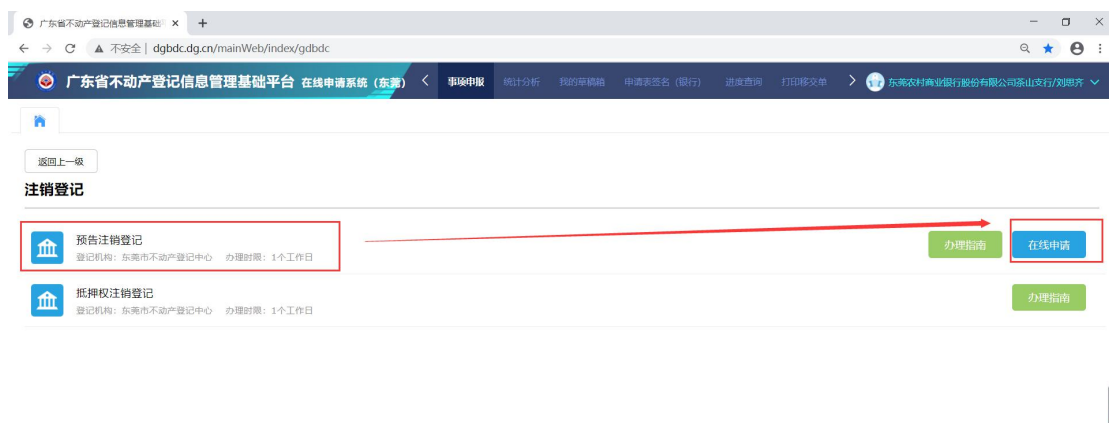 广东省不动产登记信息管理基础平 × +
不安全 | dgbdc.dg.cn/mainWeb/index/gdbdc
广东省不动产登记信息管理基础平台 在线申请系统（东莞） 事项申报 统计分析 我的草稿箱 申请表签名（银行） 进度查询 打印移交单 东莞农村商业银行股份有限公司茶山支行/刘思齐
返回上一级
注销登记
预告注销登记
登记机构：东莞市不动产登记中心 办理时限：1个工作日
办理指南 在线申请
抵押权注销登记
登记机构：东莞市不动产登记中心 办理时限：1个工作日
办理指南